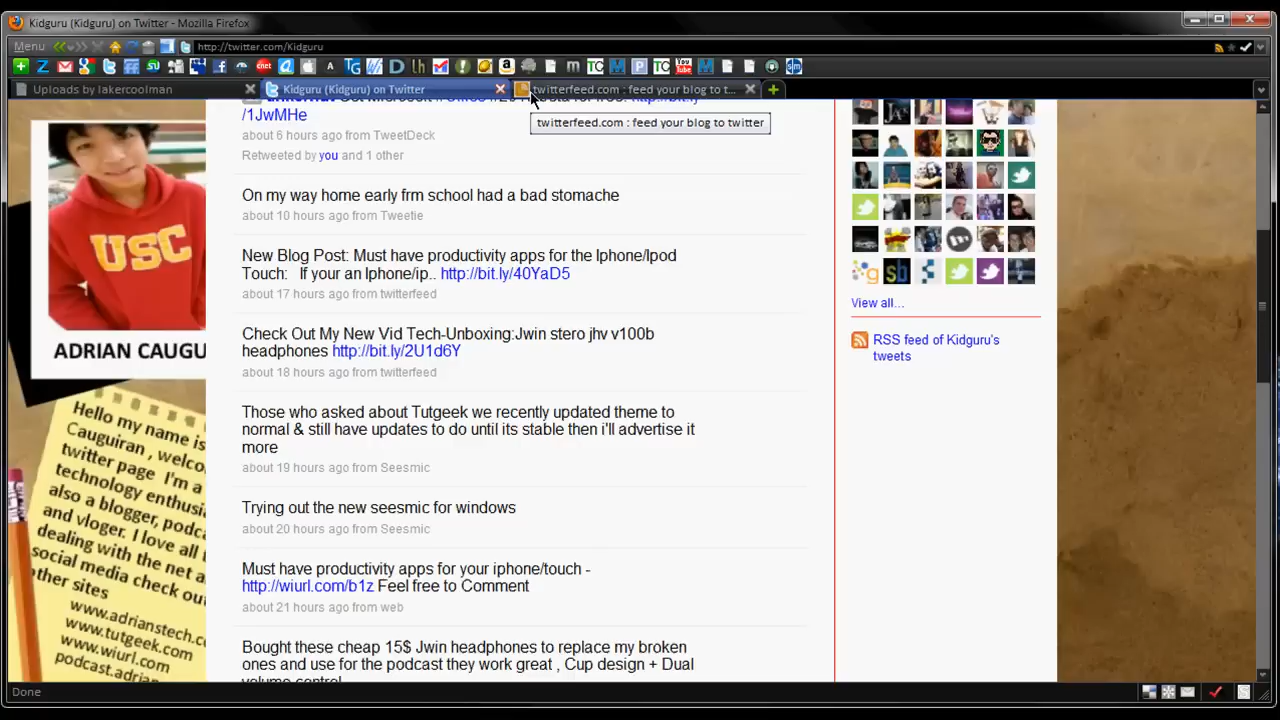 Kidguru (Kidguru) on Twitter - Mozilla Firefox
Menu
http://twitter.com/Kidguru
Uploads by lakercoolman
Kidguru (Kidguru) on Twitter
twitterfeed.com : feed your blog to t...
twitterfeed.com : feed your blog to twitter
/1JwMHe
about 6 hours ago from TweetDeck
Retweeted by you and 1 other
On my way home early frm school had a bad stomache
about 10 hours ago from Tweetie
New Blog Post: Must have productivity apps for the Iphone/Ipod
Touch: If your an Iphone/ip.. http://bit.ly/40YaD5
about 17 hours ago from twitterfeed
Check Out My New Vid Tech-Unboxing:Jwin stero jhv v100b
headphones http://bit.ly/2U1d6Y
about 18 hours ago from twitterfeed
Those who asked about Tutgeek we recently updated theme to
normal & still have updates to do until its stable then i'll advertise it
more
about 19 hours ago from Seesmic
Trying out the new seesmic for windows
about 20 hours ago from Seesmic
Must have productivity apps for your iphone/touch -
http://wiurl.com/b1z Feel free to Comment
about 21 hours ago from web
Bought these cheap 15$ Jwin headphones to replace my broken
ones and use for the podcast they work great , Cup design + Dual
volume control
View all...
RSS feed of Kidguru's
tweets
USC
ADRIAN CAUGU
Hello my name is
Cauguiran , welco
twitter page I'm a
technology enthusi
also a blogger, podc
and vloger. I love all
dealing with the net a
social media check ou
other sites
www.adrianstech.c
www.tutgeek.com
www.wiurl.com
podcast.adrian
Done